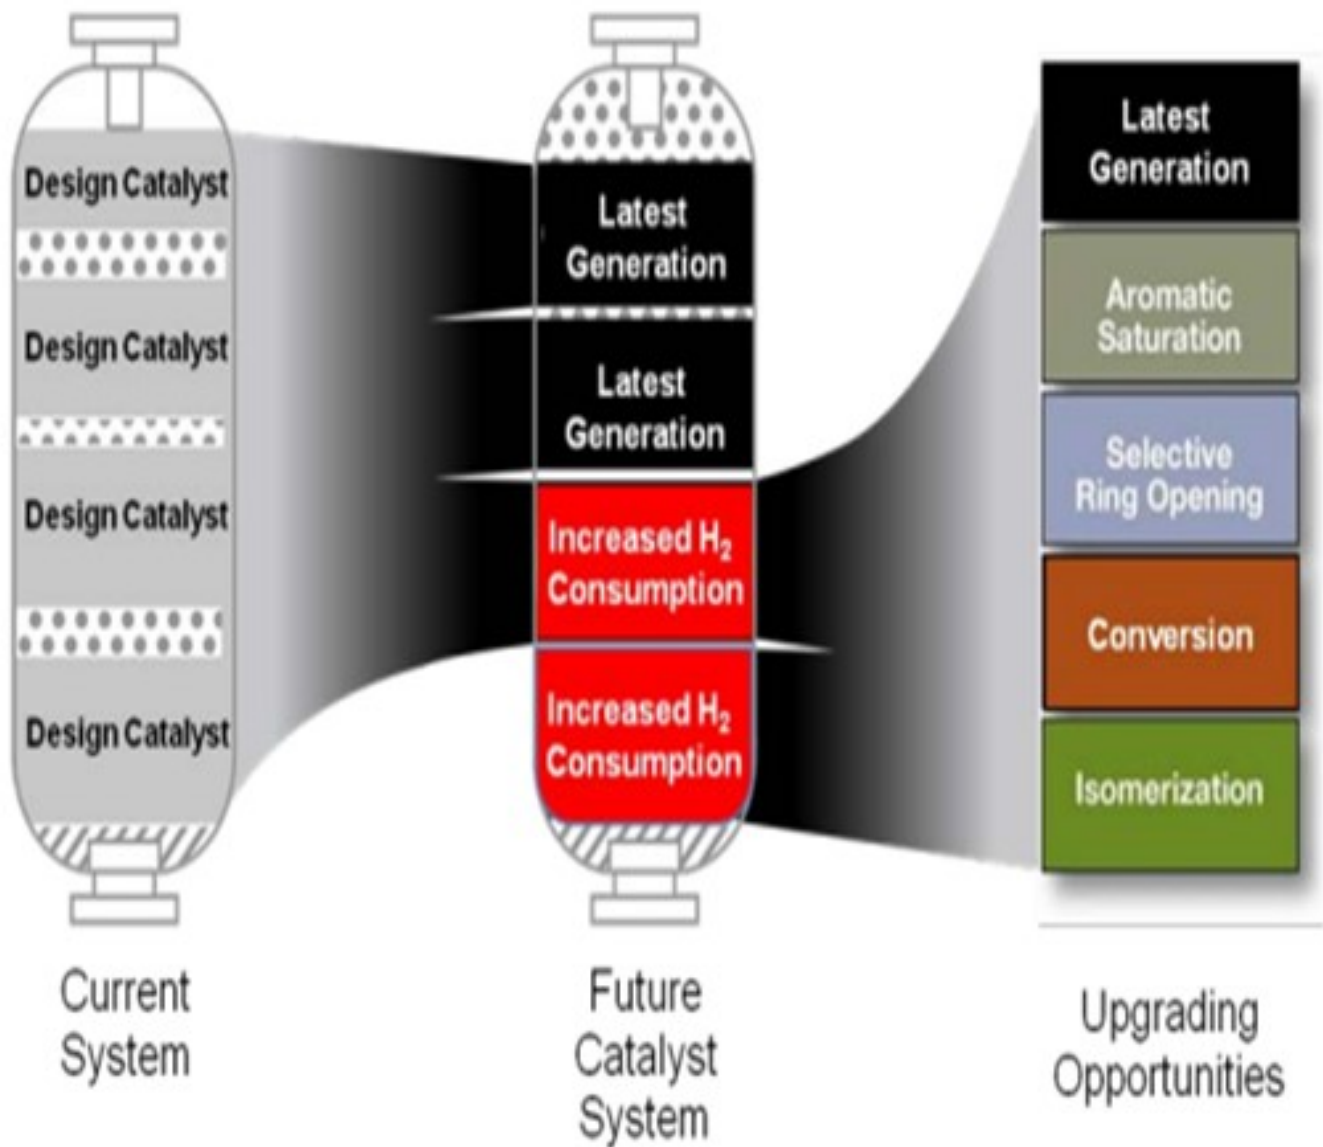 Design Catalyst
Design Catalyst
Design Catalyst
Design Catalyst
Current
System
Latest
Generation
Latest
Generation
Increased H₂
Consumption
Increased H₂
Consumption
Future
Catalyst
System
Latest
Generation
Aromatic
Saturation
Selective
Ring Opening
Conversion
Isomerization
Upgrading
Opportunities